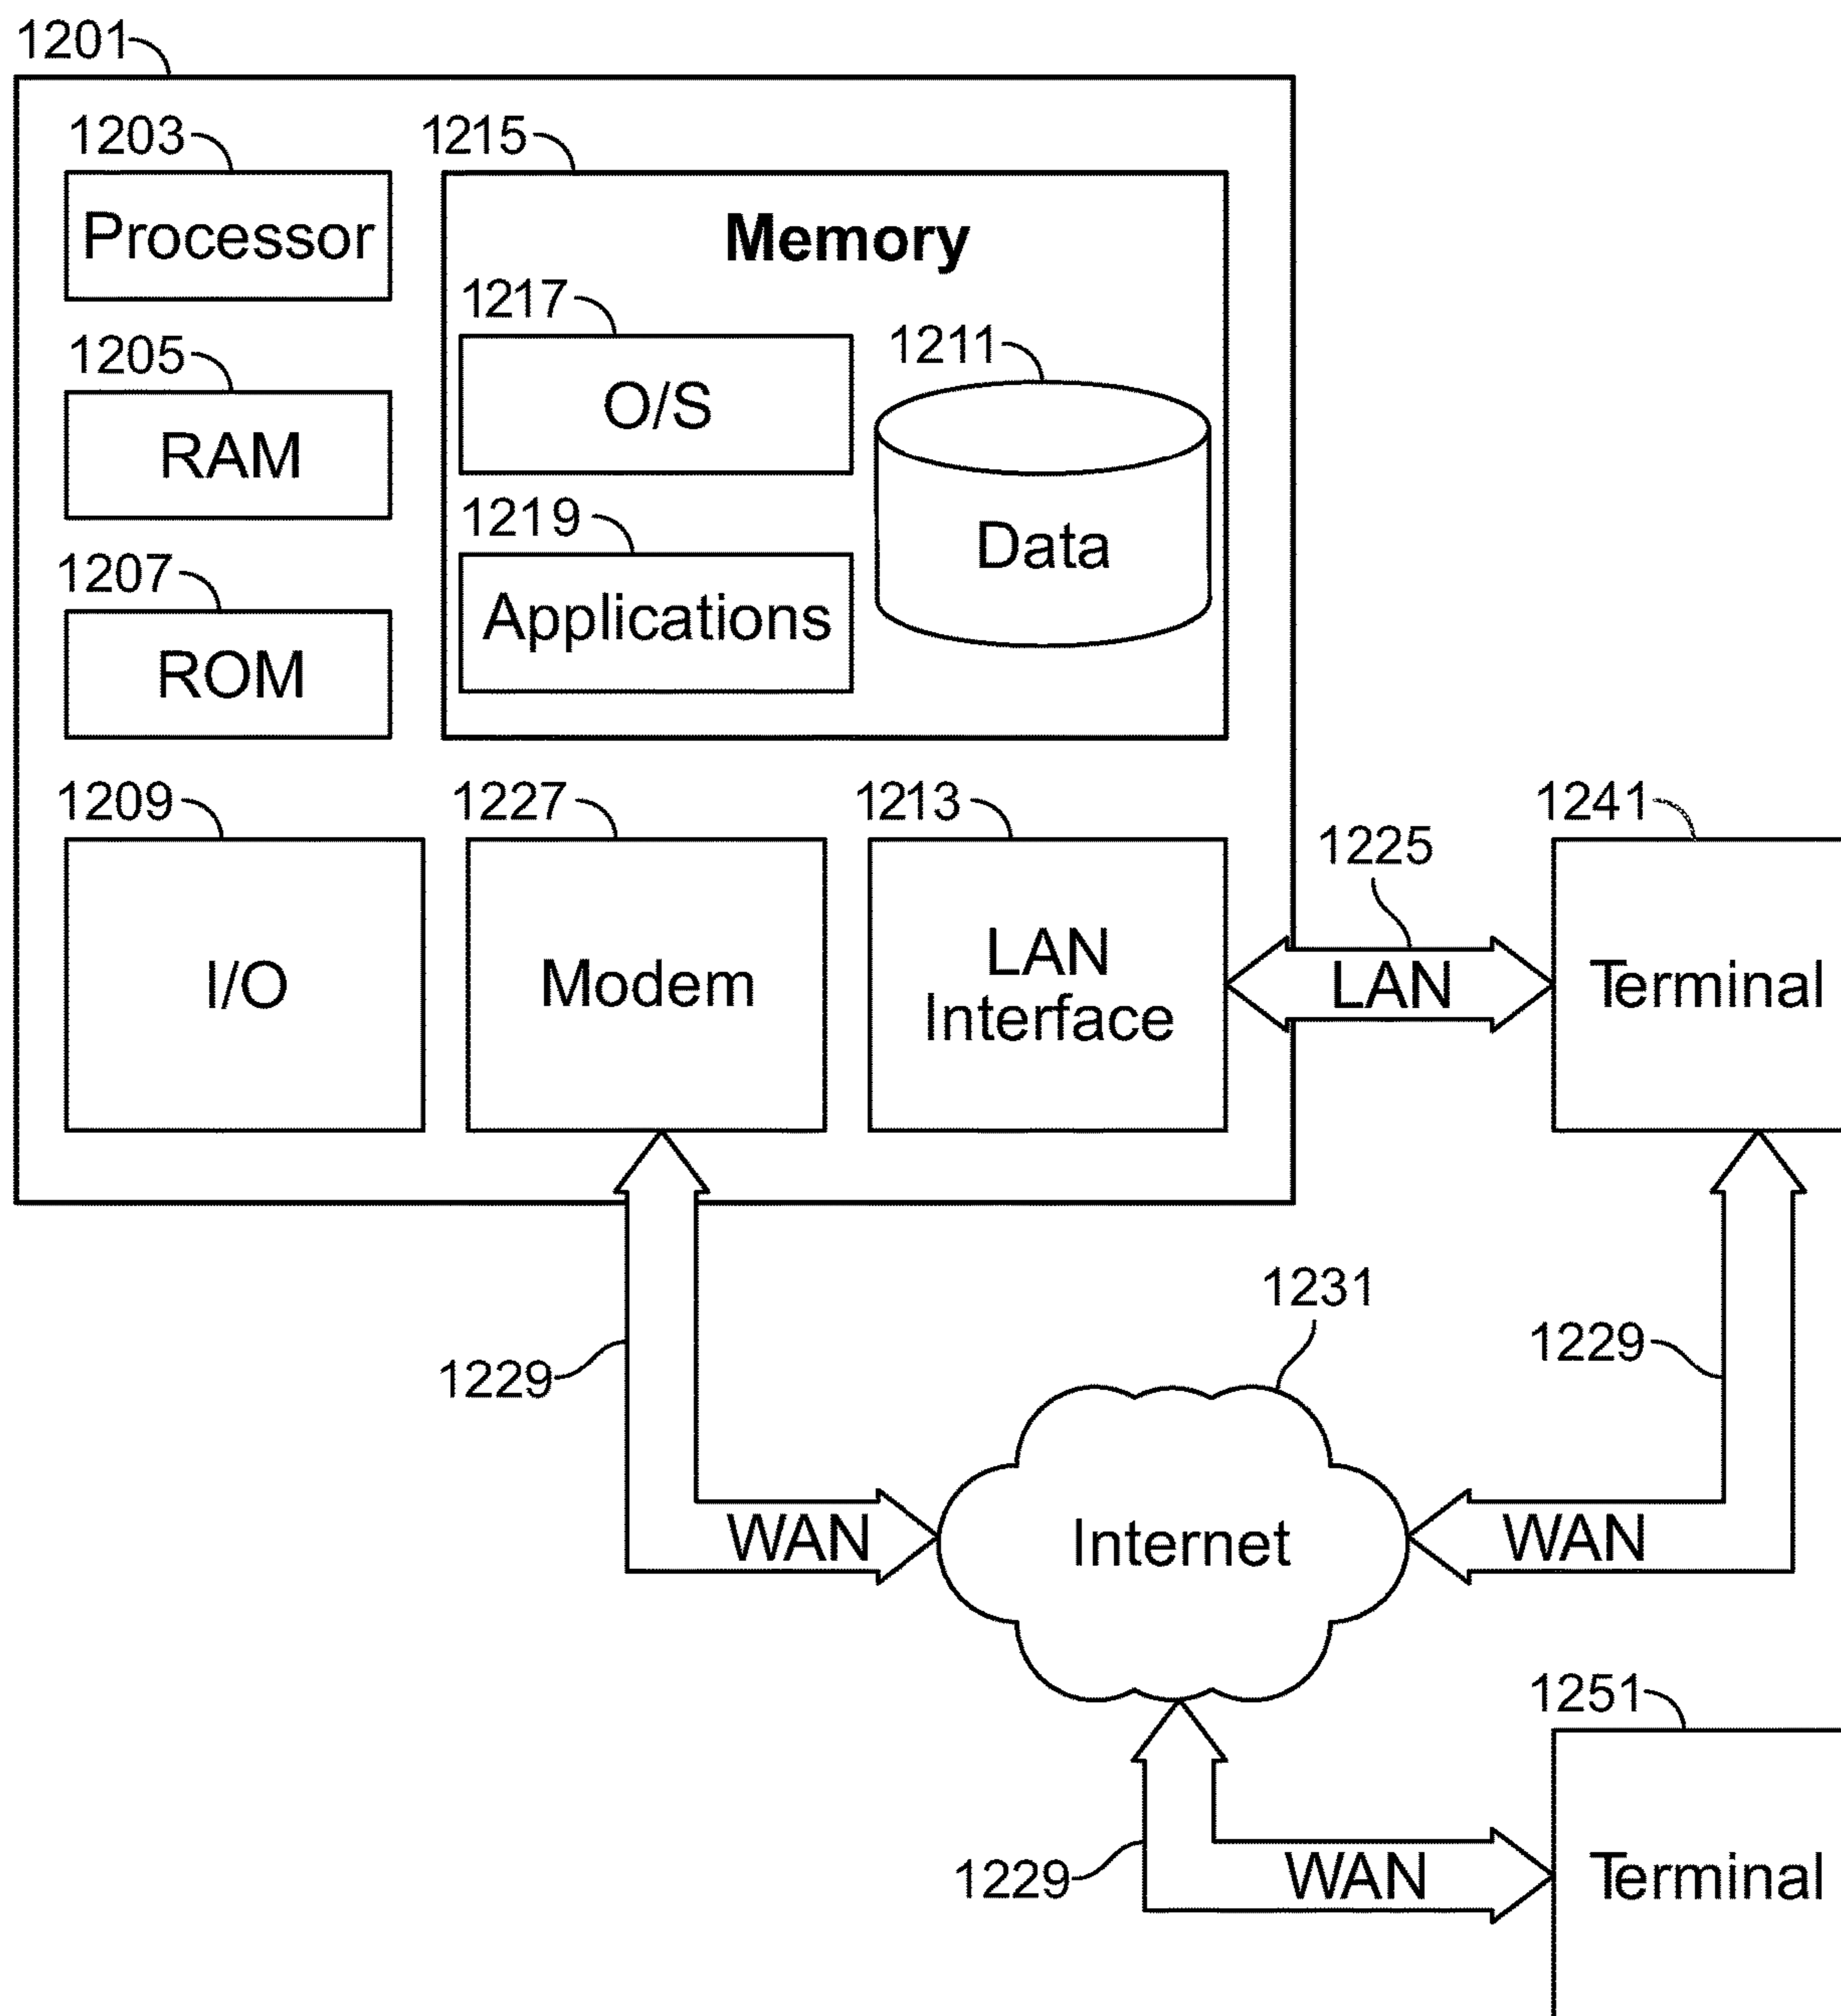 1201
1203
Processor
1215
Memory
1205
RAM
1217
O/S
1211
Data
1207
ROM
1219
Applications
1209
I/O
1227
Modem
1213
LAN
Interface
1225
LAN
1241
Terminal
1229
WAN
1231
Internet
1229
WAN
1229
WAN
1251
Terminal